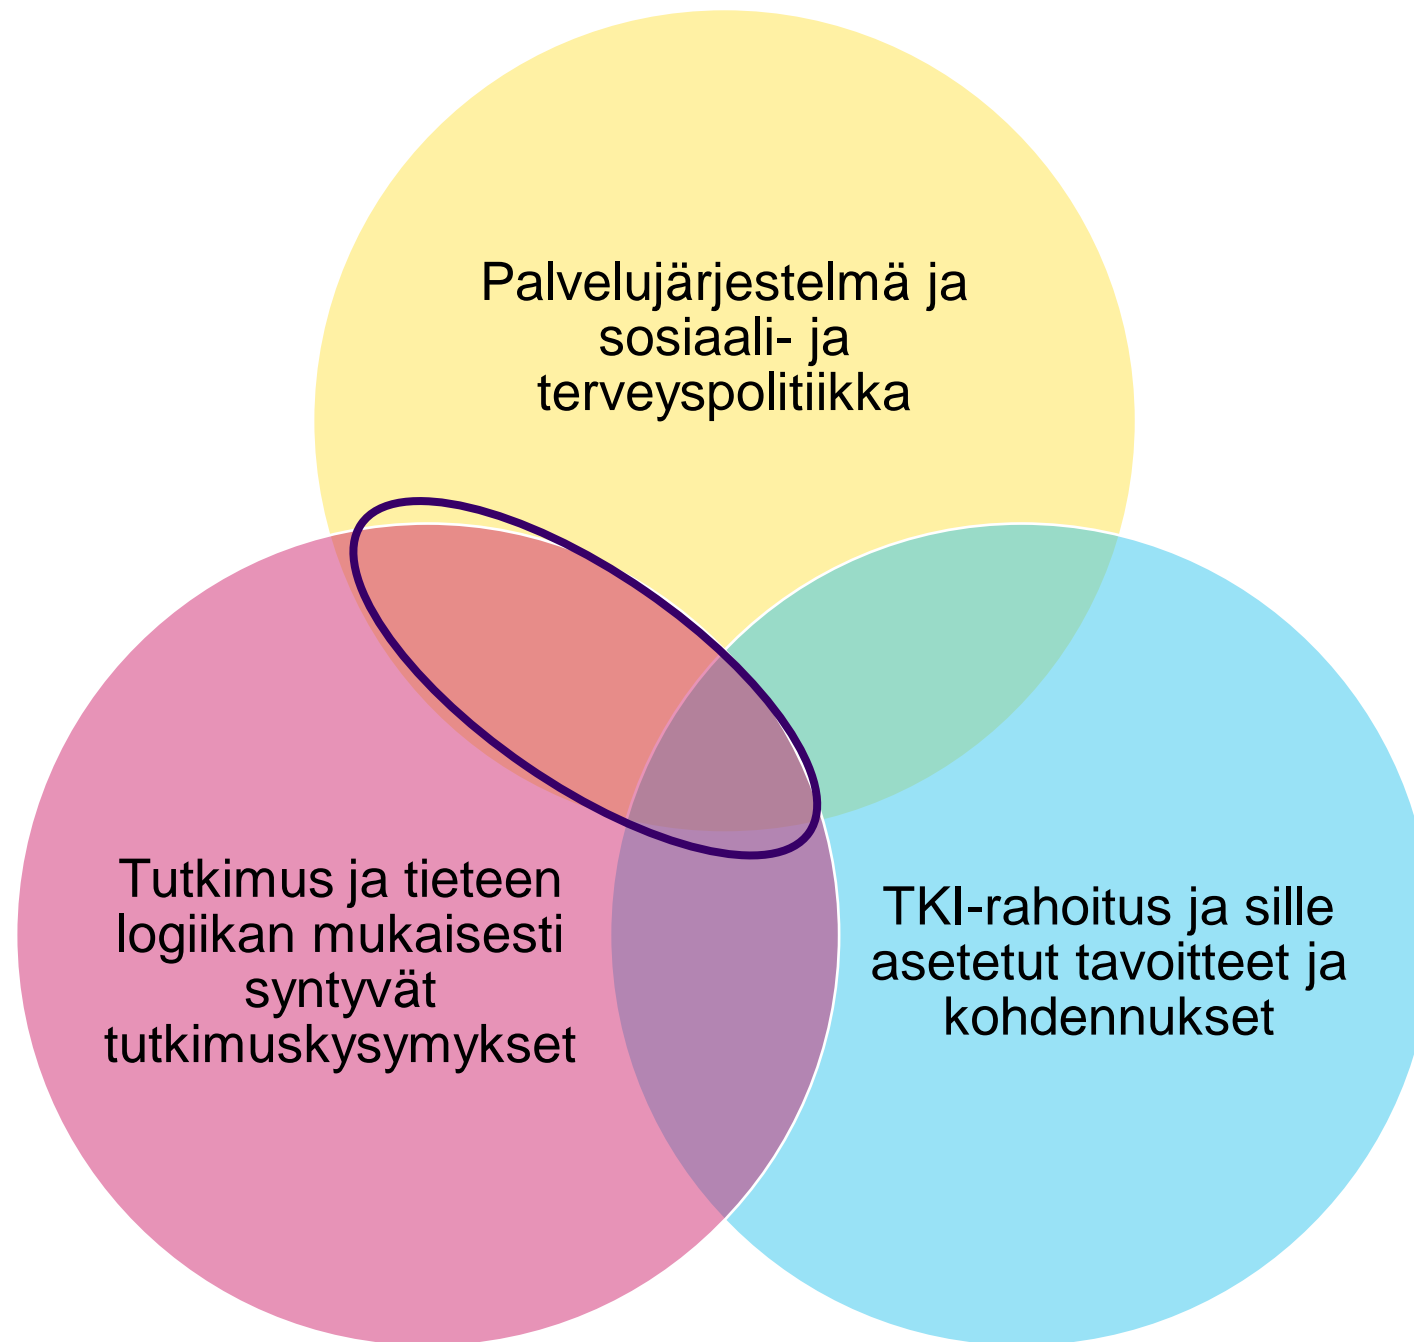 Palvelujärjestelmä ja
sosiaali- ja
terveyspolitiikka
Tutkimus ja tieteen
logiikan mukaisesti
syntyvät
tutkimuskysymykset
TKI-rahoitus ja sille
asetetut tavoitteet ja
kohdennukset